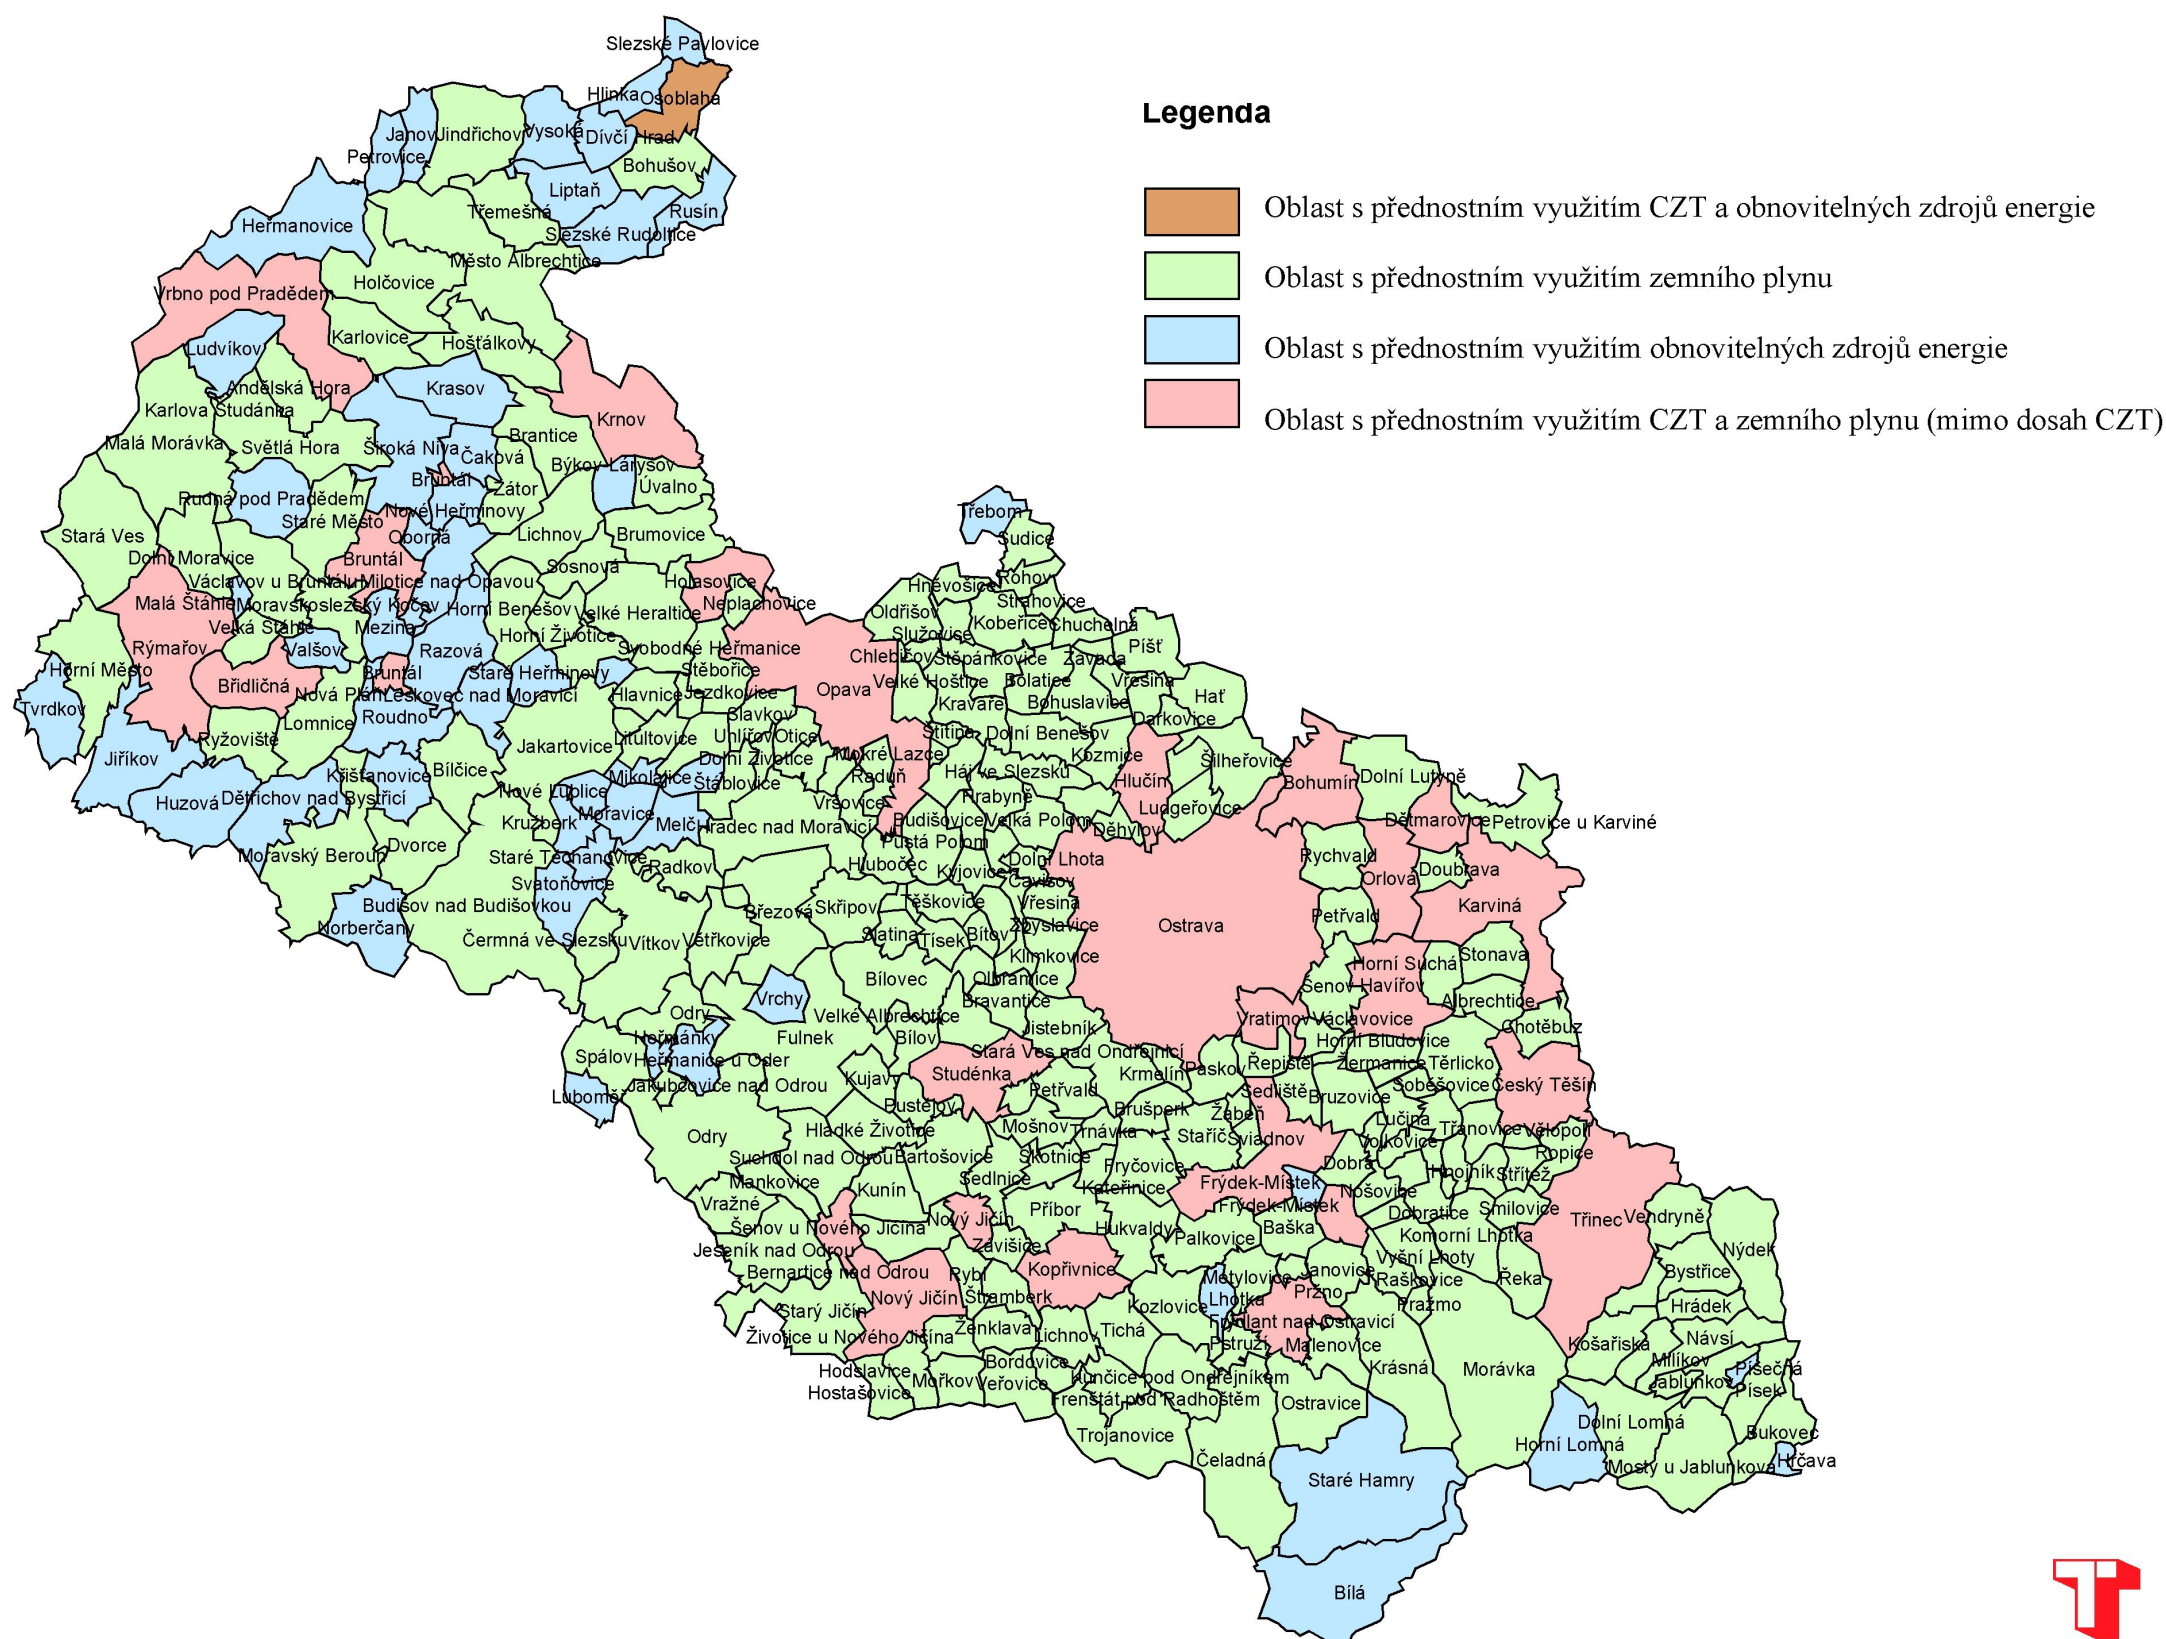 Legenda
Oblast s přednostním využitím CZT a obnovitelných zdrojů energie
Oblast s přednostním využitím zemního plynu
Oblast s přednostním využitím obnovitelných zdrojů energie
Oblast s přednostním využitím CZT a zemního plynu (mimo dosah CZT)
Slezské Pavlovice
Hlinka
Osoblaha
Janov
Jindřichov
Vysoká
Dívčí Hrad
Petrovice
Bohušov
Liptaň
Třemešná
Rusín
Heřmanovice
Slezské Rudoltice
Město Albrechtice
Holčovice
Vrbno pod Pradědem
Karlovice
Hošťálkovy
Ludvíkov
Andělská Hora
Krasov
Karlova Studánka
Krnov
Malá Morávka
Světlá Hora
Široká Niva
Brantice
Čaková
Býkov-Láryšov
Bruntál
Zátor
Úvalno
Rudná pod Pradědem
Staré Město
Nové Heřminovy
Třebom
Stará Ves
Oborná
Lichnov
Brumovice
Sudice
Dolní Moravice
Bruntál
Sosnová
Václavov u Bruntálu
Milotice nad Opavou
Holasovice
Hněvošice
Rohov
Malá Štáhle
Moravskoslezský Kočov
Horní Benešov
Velké Heraltice
Neplachovice
Oldřišov
Strahovice
Velká Štáhle
Mezina
Horní Životice
Služovice
Kobeřice
Chuchelná
Rýmařov
Valšov
Razová
Svobodné Heřmanice
Chlebičov
Štěpánkovice
Závada
Píšť
Horní Město
Bruntál
Staré Heřminovy
Stěbořice
Velké Hoštice
Bolatice
Vřesina
Břidličná
Nová Pláň
Leskovec nad Moravicí
Hlavnice
Jezdkovice
Opava
Kravaře
Bohuslavice
Hať
Tvrdkov
Lomnice
Roudno
Slavkov
Darkovice
Ryžoviště
Jakartovice
Litultovice
Uhlířov
Otice
Štítina
Dolní Benešov
Jiříkov
Dolní Životice
Mokré Lazce
Kozmice
Šilheřovice
Křišťanovice
Bílčice
Mikolajice
Štáblovice
Raduň
Háj ve Slezsku
Hlučín
Bohumín
Dolní Lutyně
Huzová
Dětřichov nad Bystřicí
Nové Lublice
Vršovice
Hrabyně
Ludgeřovice
Kružberk
Moravice
Melč
Hradec nad Moravicí
Budišovice
Velká Polom
Děhylov
Dětmarovice
Petrovice u Karviné
Moravský Beroun
Dvorce
Staré Těchanovice
Radkov
Hlubočec
Pustá Polom
Kyjovice
Dolní Lhota
Rychvald
Doubrava
Svatoňovice
Čavisov
Orlová
Budišov nad Budišovkou
Březová
Skřipov
Těškovice
Vřesina
Petřvald
Karviná
Norberčany
Čermná ve Slezsku
Vítkov
Větřkovice
Slatina
Tísek
Bítov
Zbyslavice
Ostrava
Klimkovice
Horní Suchá
Stonava
Bílovec
Olbramice
Šenov
Havířov
Vrchy
Bravantice
Albrechtice
Odry
Velké Albrechtice
Jistebník
Vratimov
Václavovice
Chotěbuz
Heřmánky
Fulnek
Bílov
Horní Bludovice
Spálov
Heřmanice u Oder
Stará Ves nad Ondřejnicí
Řepiště
Žermanice
Těrlicko
Luboměř
Jakubčovice nad Odrou
Kujavy
Studénka
Krmelín
Paskov
Soběšovice
Český Těšín
Petřvald
Sedliště
Bruzovice
Pustějov
Brušperk
Žabeň
Lučina
Odry
Hladké Životice
Mošnov
Trnávka
Staříč
Sviadnov
Volkovice
Třanovice
Vělopolí
Suchdol nad Odrou
Bartošovice
Skotnice
Fryčovice
Dobrá
Hnojník
Střítež
Ropice
Mankovice
Kunín
Sedlnice
Kateřinice
Frýdek-Místek
Nošovice
Vražné
Příbor
Frýdek-Místek
Dobratice
Smilovice
Šenov u Nového Jičína
Nový Jičín
Hukvaldy
Baška
Třinec
Vendryně
Jeseník nad Odrou
Závišice
Palkovice
Komorní Lhotka
Vyšní Lhoty
Nýdek
Bernartice nad Odrou
Rybí
Kopřivnice
Metylovice
Janovice
Raškovice
Řeka
Bystřice
Starý Jičín
Nový Jičín
Štramberk
Kozlovice
Lhotka
Pržno
Pražmo
Hrádek
Životice u Nového Jičína
Ženklava
Lichnov
Tichá
Frýdlant nad Ostravicí
Pstruží
Malenovice
Košařiska
Návsí
Hodslavice
Bordovice
Krásná
Morávka
Milíkov
Písečná
Hostašovice
Mořkov
Veřovice
Kunčice pod Ondřejníkem
Jablunkov
Písek
Frenštát pod Radhoštěm
Ostravice
Trojanovice
Dolní Lomná
Bukovec
Čeladná
Horní Lomná
Mosty u Jablunkova
Hrčava
Staré Hamry
Bílá